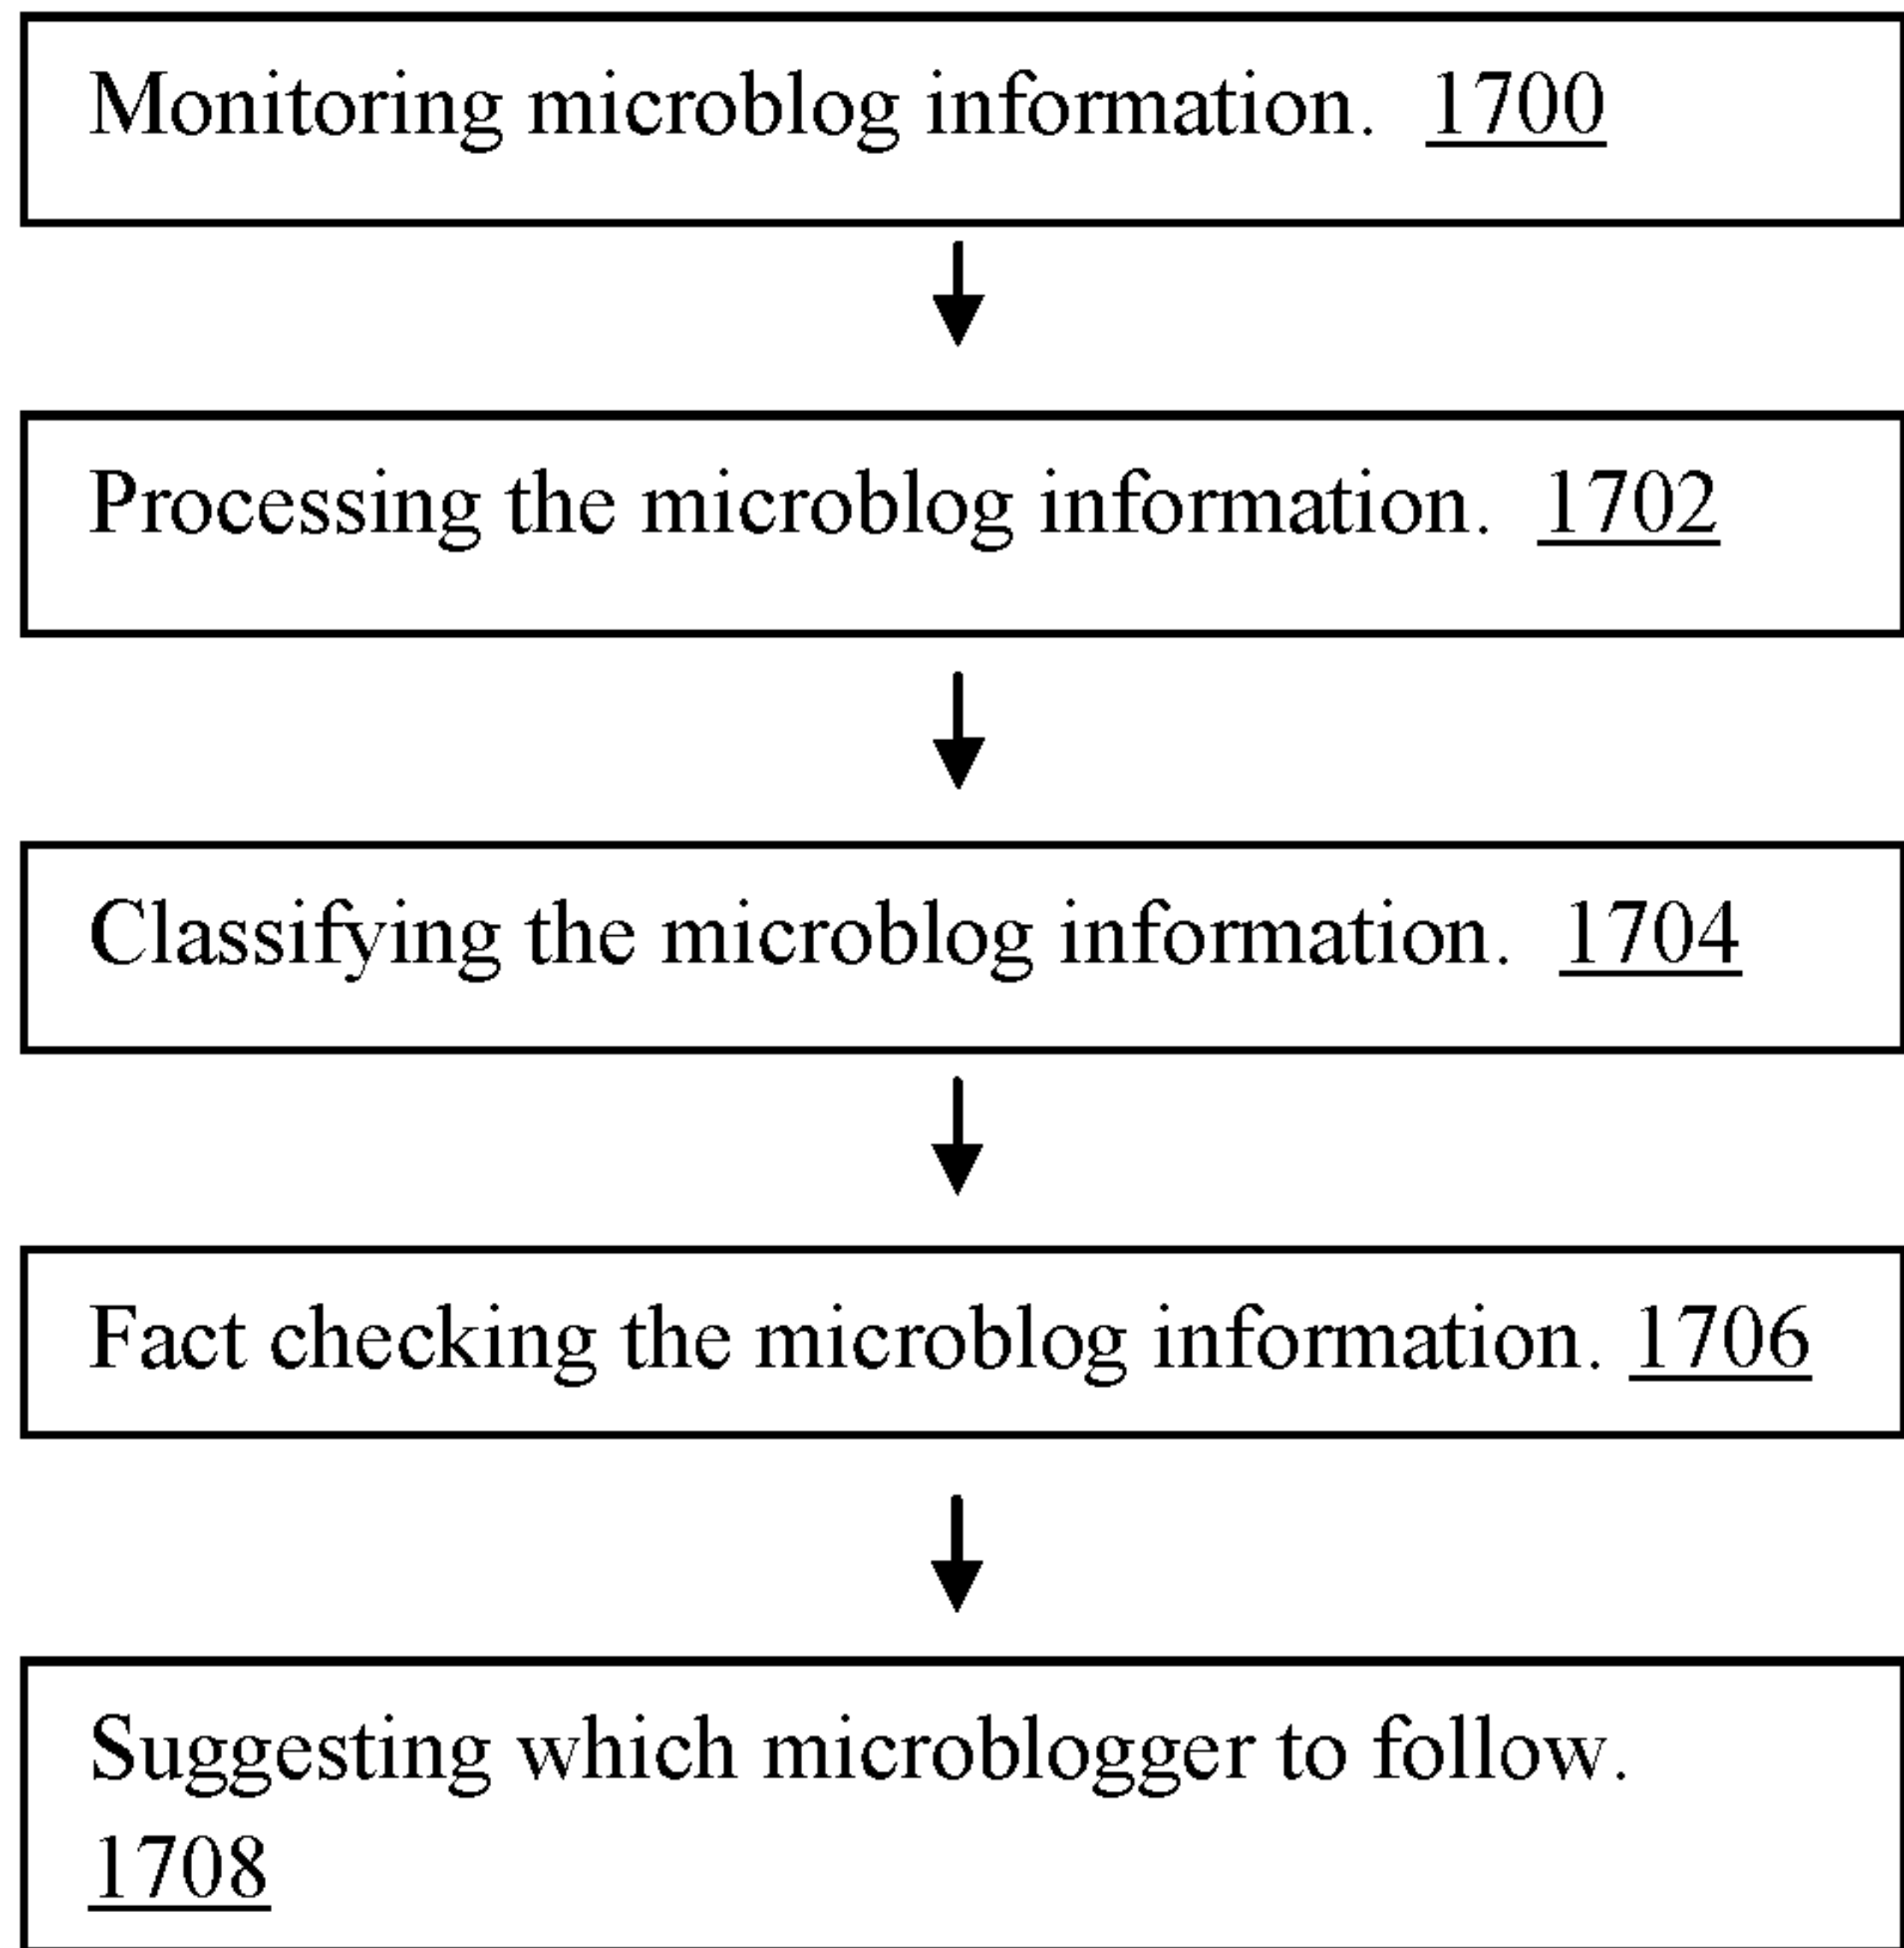 Monitoring microblog information. 1700
Processing the microblog information. 1702
Classifying the microblog information. 1704
Fact checking the microblog information. 1706
Suggesting which microblogger to follow.
1708